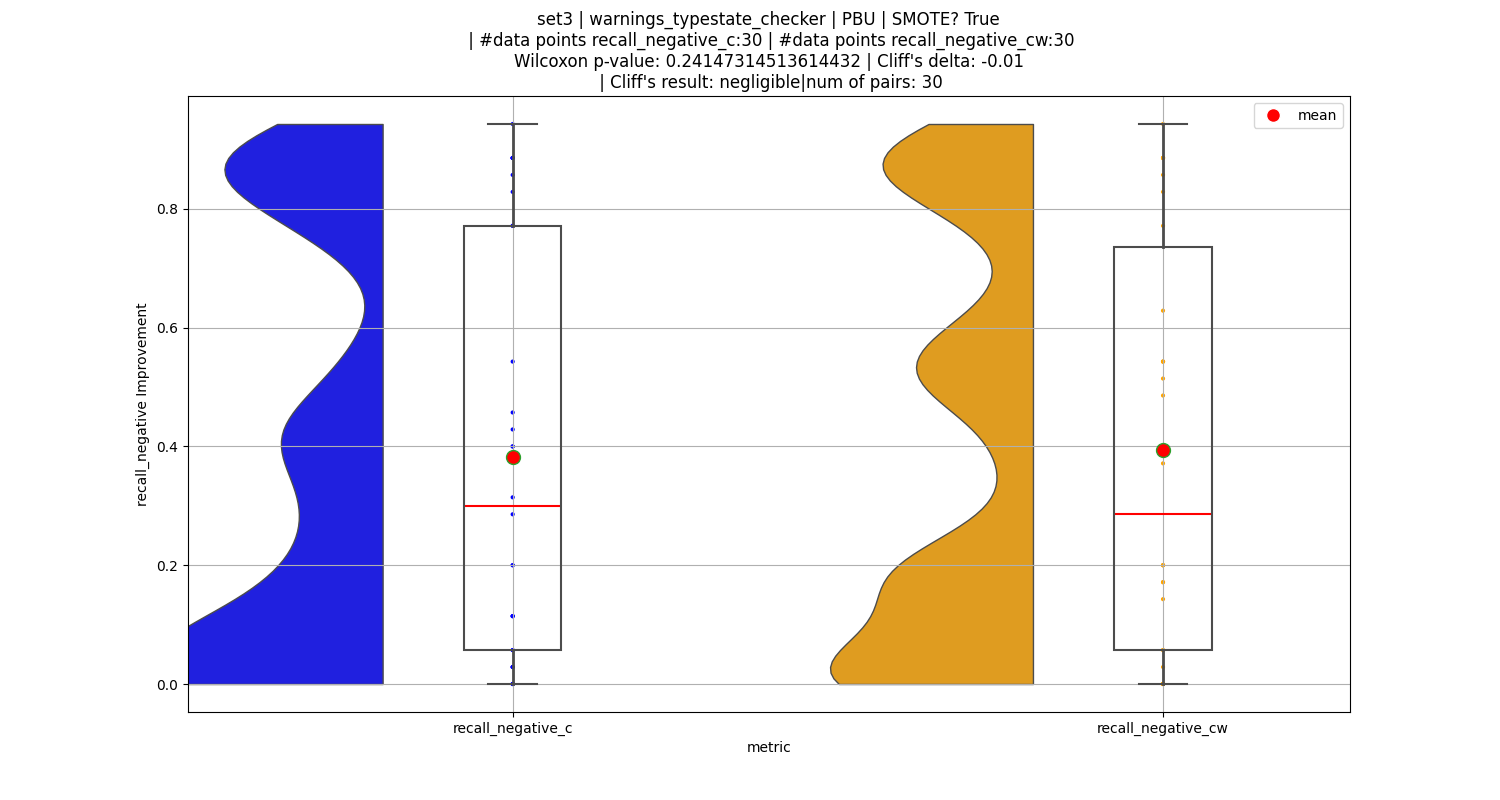 set3 | warnings_typestate_checker | PBU | SMOTE? True
| #data points recall_negative_c:30 | #data points recall_negative_cw:30
Wilcoxon p-value: 0.24147314513614432 | Cliff's delta: -0.01
| Cliff's result: negligible|num of pairs: 30
mean
0.8
0.6
0.4
0.2
0.0
recall_negative Improvement
recall_negative_c
recall_negative_cw
metric